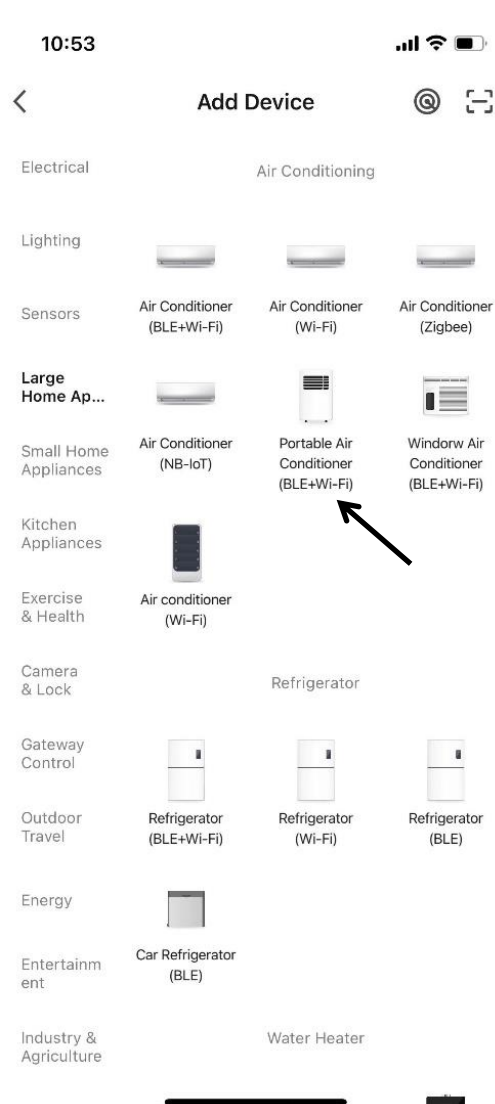 10:53
Add Device
Electrical
Lighting
Sensors
Large
Home Ap...
Small Home
Appliances
Kitchen
Appliances
Exercise
& Health
Camera
& Lock
Gateway
Control
Outdoor
Travel
Energy
Entertainm
ent
Industry &
Agriculture
Air Conditioning
Air Conditioner
(BLE+Wi-Fi)
Air Conditioner
(Wi-Fi)
Air Conditioner
(Zigbee)
Air Conditioner
(NB-IoT)
Portable Air
Conditioner
(BLE+Wi-Fi)
Windorw Air
Conditioner
(BLE+Wi-Fi)
Air conditioner
(Wi-Fi)
Refrigerator
Refrigerator
(BLE+Wi-Fi)
Refrigerator
(Wi-Fi)
Refrigerator
(BLE)
Car Refrigerator
(BLE)
Water Heater